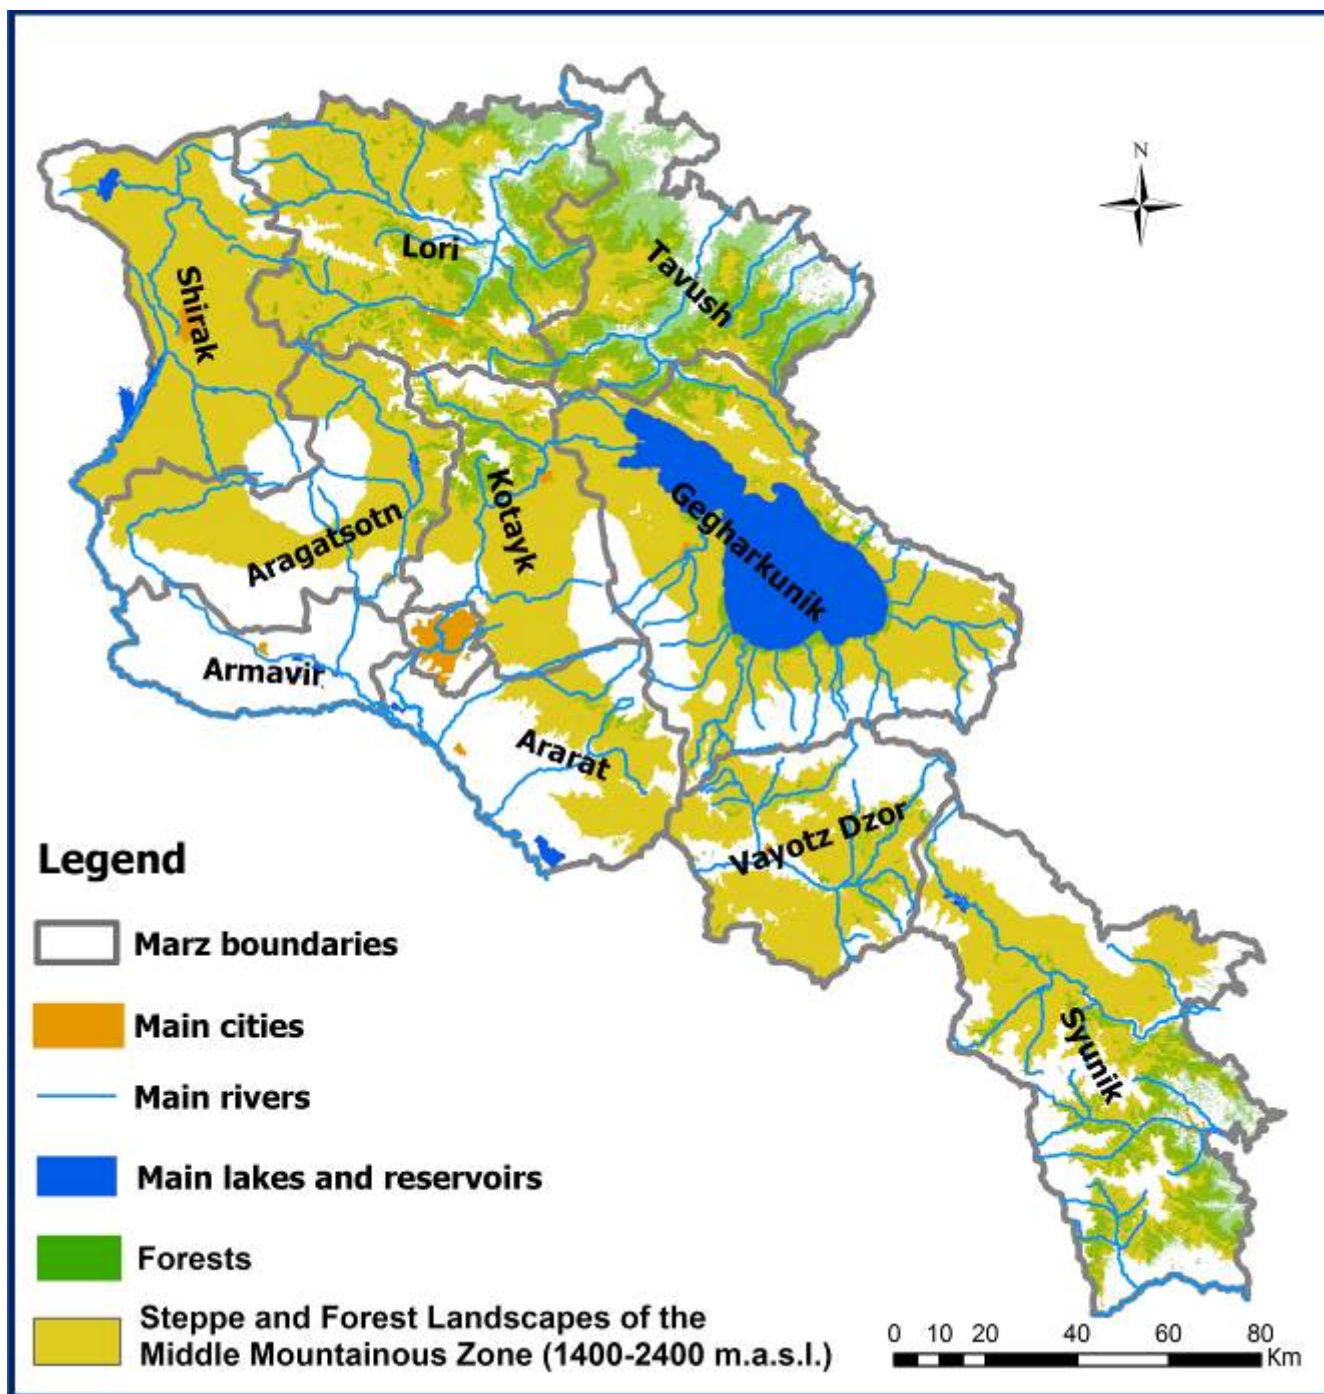 N
Lori
Tavush
Shirak
Kotayk
Gegharkunik
Aragatsotn
Armavir
Ararat
Vayotz Dzor
Syunik
Legend
Marz boundaries
Main cities
Main rivers
Main lakes and reservoirs
Forests
Steppe and Forest Landscapes of the
Middle Mountainous Zone (1400-2400 m.a.s.l.)
0 10 20 40 60 80
Km